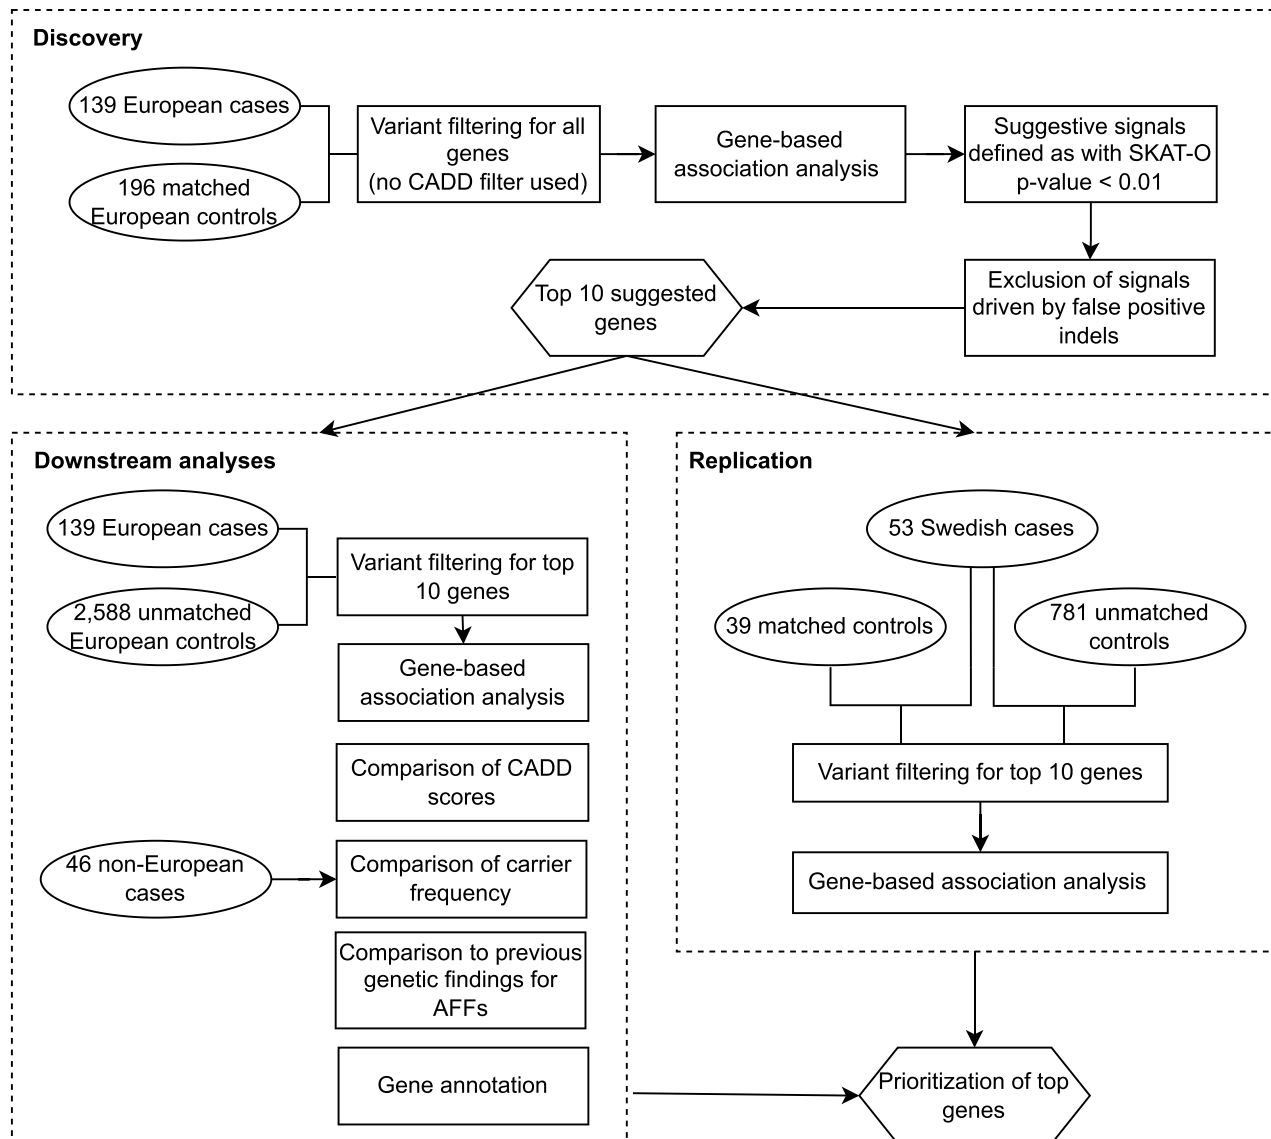 Discovery
139 European cases
196 matched
European controls
Variant filtering for all
genes
(no CADD filter used)
Gene-based
association analysis
Suggestive signals
defined as with SKAT-O
p-value < 0.01
Exclusion of signals
driven by false positive
indels
Top 10 suggested
genes
Downstream analyses
139 European cases
2,588 unmatched
European controls
Variant filtering for top
10 genes
Gene-based
association analysis
Comparison of CADD
scores
46 non-European
cases
Comparison of carrier
frequency
Comparison to previous
genetic findings for
AFFs
Gene annotation
Replication
53 Swedish cases
39 matched controls
781 unmatched
controls
Variant filtering for top 10 genes
Gene-based association analysis
Prioritization of top
genes